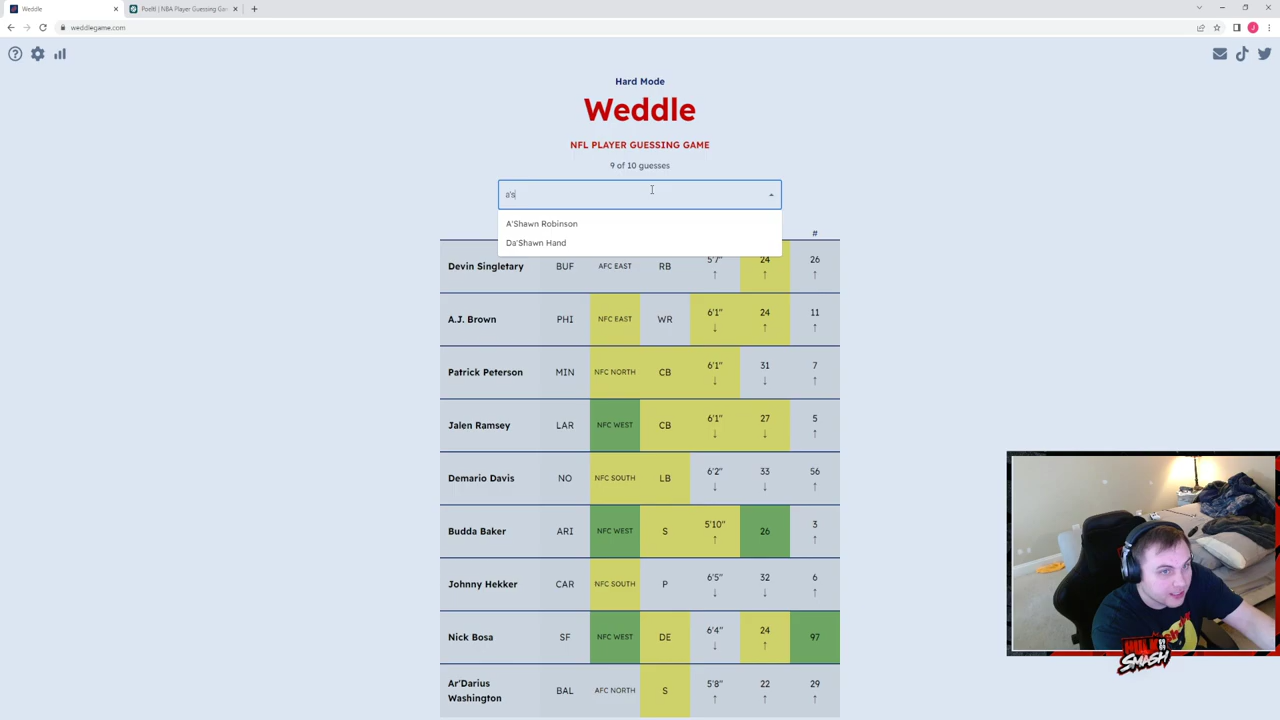 Weddle
Poeltl | NBA Player Guessing Ga
weddlegame.com
Hard Mode
Weddle
NFL PLAYER GUESSING GAME
9 of 10 guesses
a's
A'Shawn Robinson
Da'Shawn Hand
#
Devin Singletary BUF AFC EAST RB 5'7" ↑ 24 ↑ 26 ↑
A.J. Brown PHI NFC EAST WR 6'1" ↓ 24 ↑ 11 ↑
Patrick Peterson MIN NFC NORTH CB 6'1" ↓ 31 ↓ 7 ↑
Jalen Ramsey LAR NFC WEST CB 6'1" ↓ 27 ↓ 5 ↑
Demario Davis NO NFC SOUTH LB 6'2" ↓ 33 ↓ 56 ↑
Budda Baker ARI NFC WEST S 5'10" ↑ 26 3 ↑
Johnny Hekker CAR NFC SOUTH P 6'5" ↓ 32 ↓ 6 ↑
Nick Bosa SF NFC WEST DE 6'4" ↓ 24 ↑ 97
Ar'Darius Washington BAL AFC NORTH S 5'8" ↑ 22 ↑ 29 ↑
HULK
SMASH